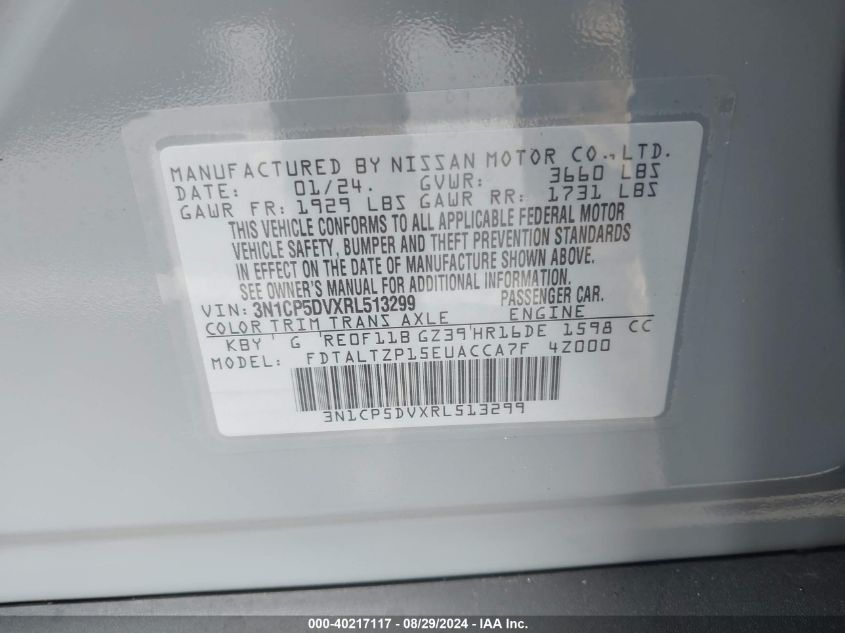 MANUFACTURED BY NISSAN MOTOR CO., LTD.
DATE: 01/24. GVWR: 3660 LBS
GAWR FR: 1929 LBS GAWR RR: 1731 LBS
THIS VEHICLE CONFORMS TO ALL APPLICABLE FEDERAL MOTOR
VEHICLE SAFETY, BUMPER AND THEFT PREVENTION STANDARDS
IN EFFECT ON THE DATE OF MANUFACTURE SHOWN ABOVE.
SEE OWNER'S MANUAL FOR ADDITIONAL INFORMATION.
VIN: 3N1CP5DVXRL513299 PASSENGER CAR.
COLOR TRIM TRANS AXLE ENGINE
KBY G RE0F11B GZ39 HR16DE 1598 CC
MODEL: FDTALTZP15EUACCA7F 4Z000
3N1CP5DVXRL513299
000-40217117 - 08/29/2024 - Copyright © 2024 IAA, Inc.